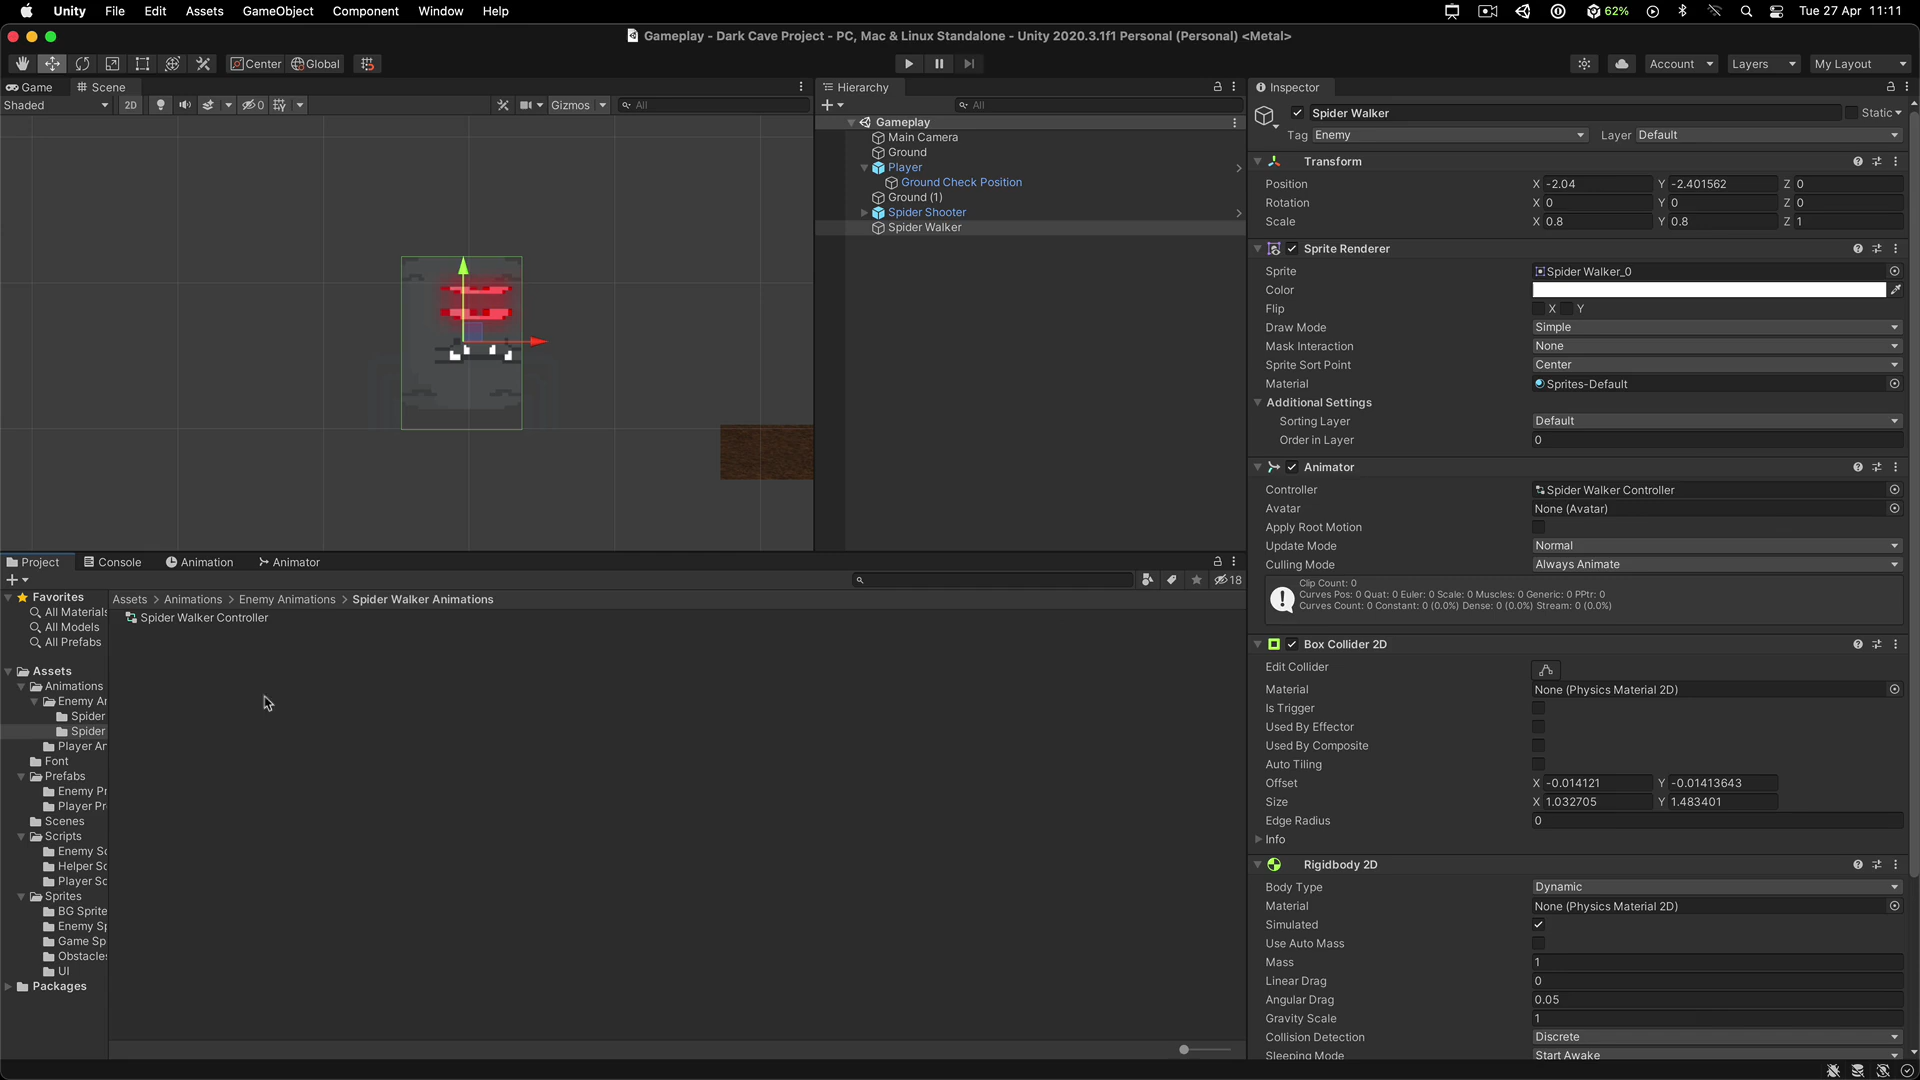 Unity File Edit Assets GameObject Component Window Help 62% Tue 27 Apr 11:11
Gameplay - Dark Cave Project - PC, Mac & Linux Standalone - Unity 2020.3.1f1 Personal (Personal) <Metal>
Center Global Account Layers My Layout
Game Scene
Shaded 2D 0 Gizmos All
Hierarchy
All
Gameplay
Main Camera
Ground
Player
Ground Check Position
Ground (1)
Spider Shooter
Spider Walker
Inspector
Spider Walker Static
Tag Enemy Layer Default
Transform
Position X -2.04 Y -2.401562 Z 0
Rotation X 0 Y 0 Z 0
Scale X 0.8 Y 0.8 Z 1
Sprite Renderer
Sprite Spider Walker_0
Color
Flip X Y
Draw Mode Simple
Mask Interaction None
Sprite Sort Point Center
Material Sprites-Default
Additional Settings
Sorting Layer Default
Order in Layer 0
Animator
Controller Spider Walker Controller
Avatar None (Avatar)
Apply Root Motion
Update Mode Normal
Culling Mode Always Animate
Clip Count: 0
Curves Pos: 0 Quat: 0 Euler: 0 Scale: 0 Muscles: 0 Generic: 0 PPtr: 0
Curves Count: 0 Constant: 0 (0.0%) Dense: 0 (0.0%) Stream: 0 (0.0%)
Box Collider 2D
Edit Collider
Material None (Physics Material 2D)
Is Trigger
Used By Effector
Used By Composite
Auto Tiling
Offset X -0.014121 Y -0.01413643
Size X 1.032705 Y 1.483401
Edge Radius 0
Info
Rigidbody 2D
Body Type Dynamic
Material None (Physics Material 2D)
Simulated
Use Auto Mass
Mass 1
Linear Drag 0
Angular Drag 0.05
Gravity Scale 1
Collision Detection Discrete
Sleeping Mode Start Awake
Project Console Animation Animator
18
Favorites
All Materials
All Models
All Prefabs
Assets
Animations
Enemy Ar
Spider
Spider
Player An
Font
Prefabs
Enemy Pr
Player Pr
Scenes
Scripts
Enemy Sc
Helper Sc
Player Sc
Sprites
BG Sprite
Enemy Sp
Game Sp
Obstacles
UI
Packages
Assets > Animations > Enemy Animations > Spider Walker Animations
Spider Walker Controller